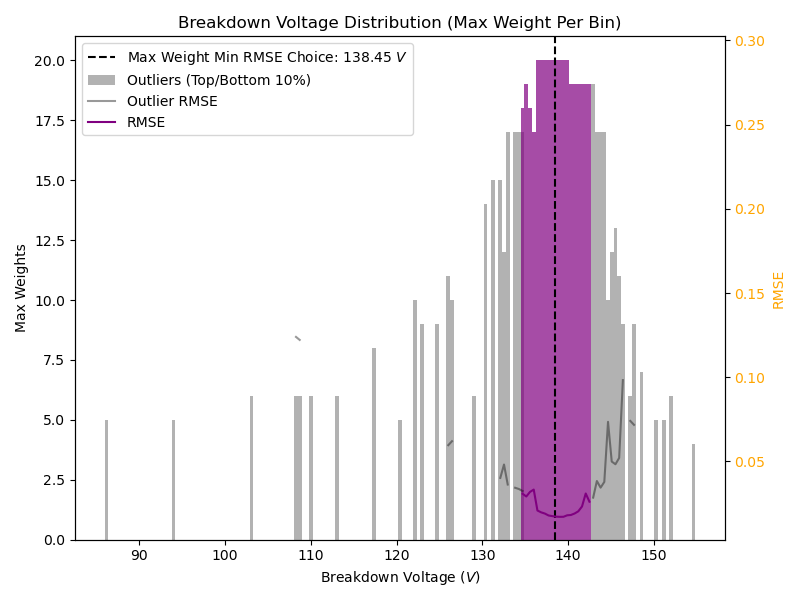 Breakdown Voltage Distribution (Max Weight Per Bin)
Max Weight Min RMSE Choice: 138.45 V
Outliers (Top/Bottom 10%)
Outlier RMSE
RMSE
20.0
17.5
15.0
12.5
10.0
7.5
5.0
2.5
0.0
Max Weights
0.30
0.25
0.20
0.15
0.10
0.05
RMSE
90 100 110 120 130 140 150
Breakdown Voltage (V)